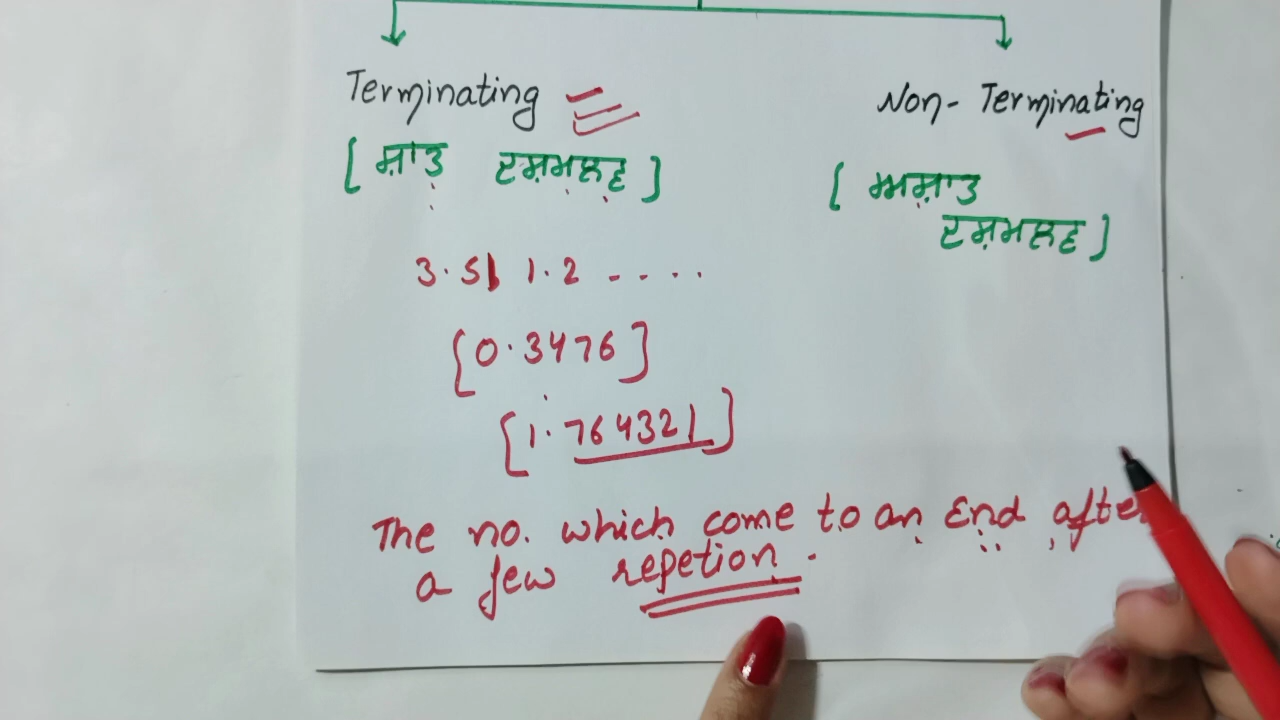 Terminating
Non-Terminating
[ਸ਼ਾਂਤ ਦਸ਼ਮਲਵ]
[ਅਸ਼ਾਂਤ
ਦਸ਼ਮਲਵ]
3.5 1.2 ....
[0.3476]
[1.764321]
The no. which come to an End after
a few repetion.